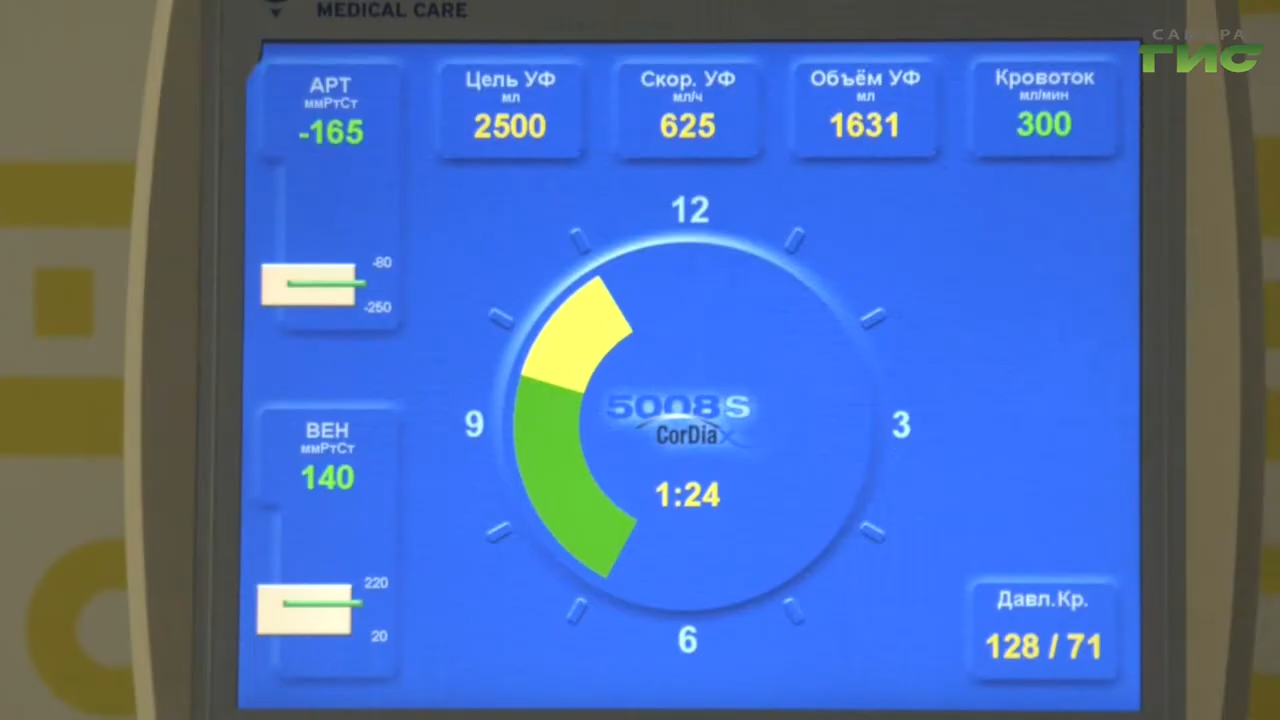 MEDICAL CARE
САМАРА
ГИС
АРТ
ммРтСт
-165
Цель УФ
мл
2500
Скор. УФ
мл/ч
625
Объём УФ
мл
1631
Кровоток
мл/мин
300
-80
-250
12
9
3
6
5008S
CorDiax
1:24
ВЕН
ммРтСт
140
220
20
Давл.Кр.
128 / 71